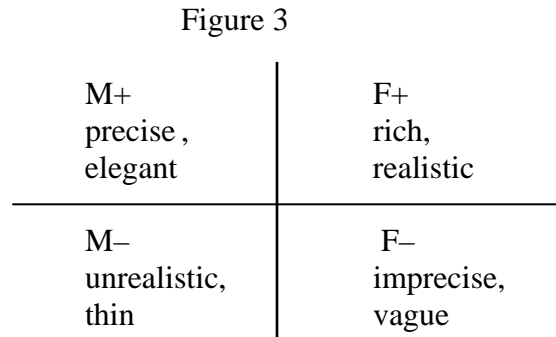 Figure 3
M+
precise ,
elegant
F+
rich,
realistic
M–
unrealistic,
thin
F–
imprecise,
vague